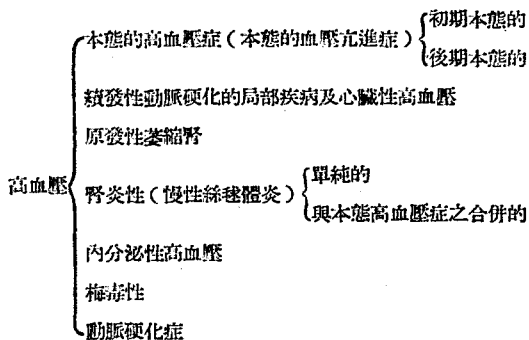 本態的高血壓症（本態的血壓亢進症）
初期本態的
後期本態的
續發性動脈硬化的局部疾病及心臟性高血壓
原發性萎縮腎
高血壓
腎炎性（慢性絲毬體炎）
單純的
與本態高血壓症之合併的
內分泌性高血壓
梅毒性
動脈硬化症